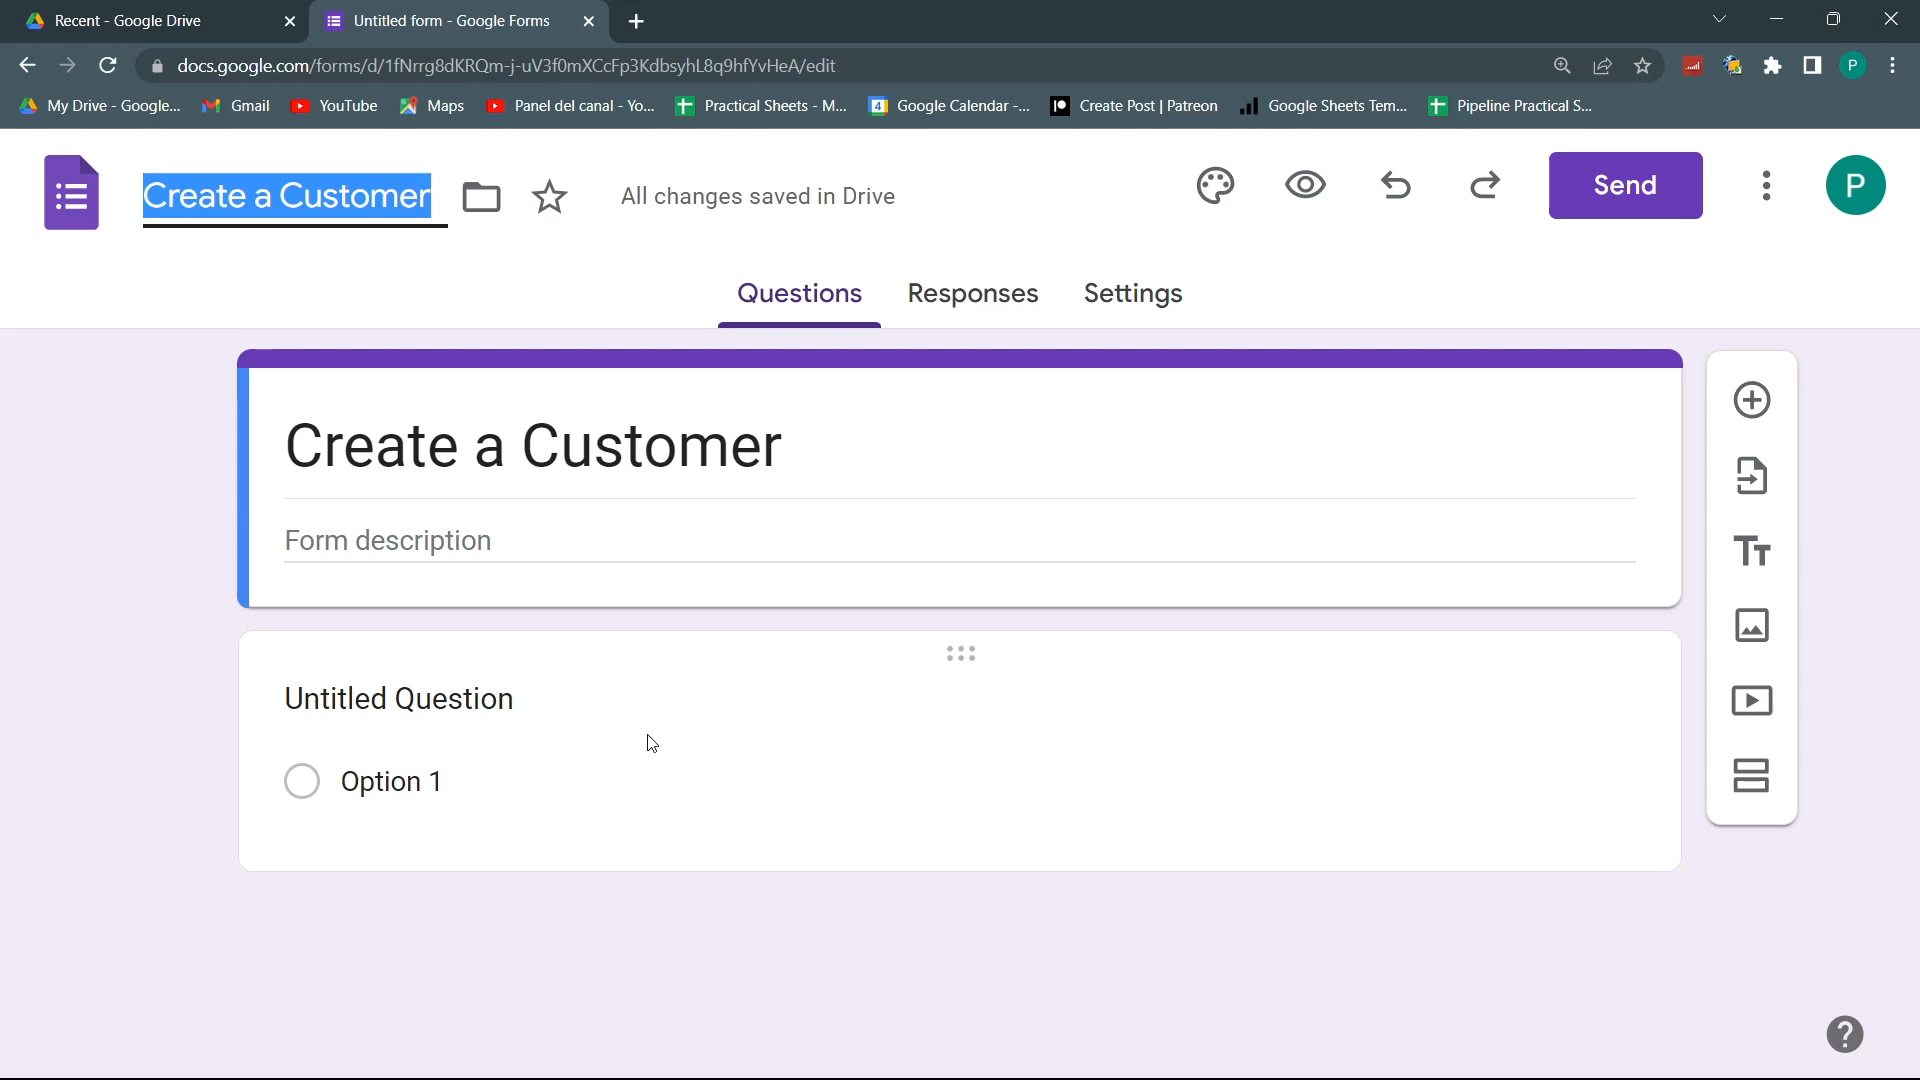 Recent - Google Drive
Untitled form - Google Forms
docs.google.com/forms/d/1fNrrg8dKRQm-j-uV3f0mXCcFp3KdbsyhL8q9hfYvHeA/edit
P
My Drive - Google...
Gmail
YouTube
Maps
Panel del canal - Yo...
Practical Sheets - M...
4
Google Calendar -...
Create Post | Patreon
Google Sheets Tem...
Pipeline Practical S...
Create a Customer
All changes saved in Drive
Send
P
Questions
Responses
Settings
Create a Customer
Form description
Untitled Question
Option 1